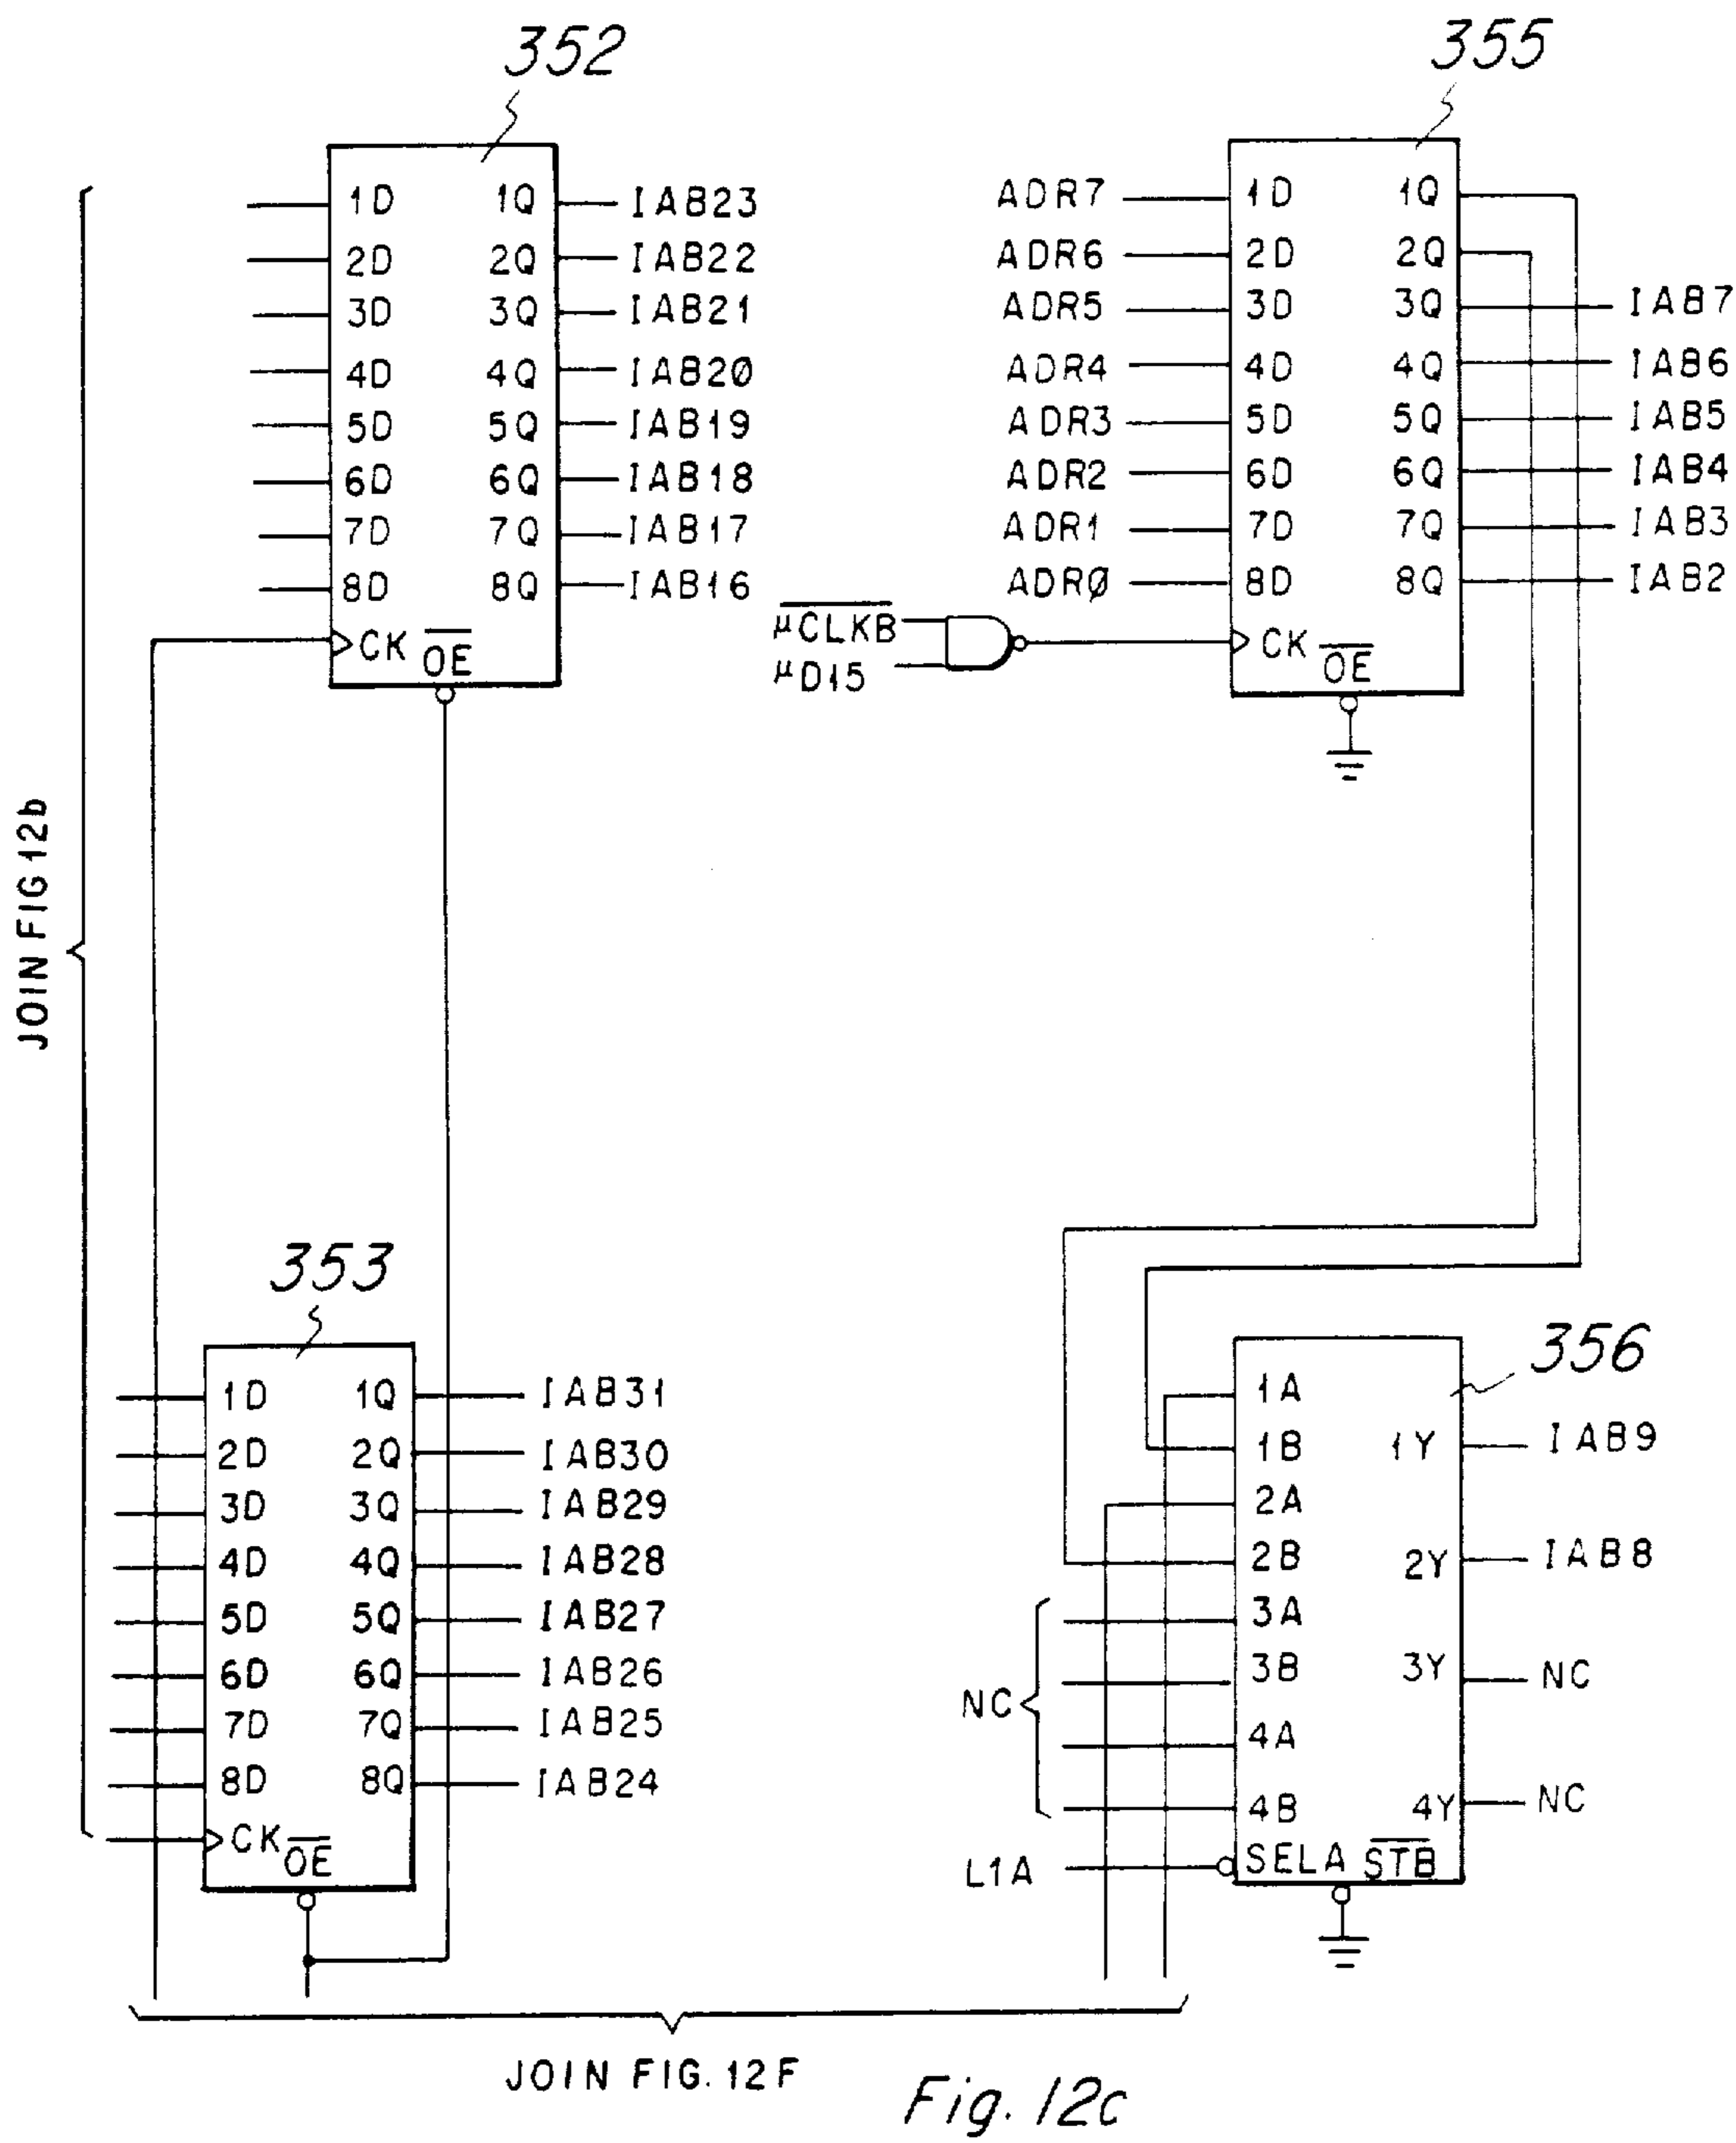 352
1D 1Q IAB23
2D 2Q IAB22
3D 3Q IAB21
4D 4Q IAB20
5D 5Q IAB19
6D 6Q IAB18
7D 7Q IAB17
8D 8Q IAB16
CK OE
355
ADR7 1D 1Q
ADR6 2D 2Q
ADR5 3D 3Q IAB7
ADR4 4D 4Q IAB6
ADR3 5D 5Q IAB5
ADR2 6D 6Q IAB4
ADR1 7D 7Q IAB3
ADRØ 8D 8Q IAB2
μCLKB
μD15
CK OE
JOIN FIG 12b
353
1D 1Q IAB31
2D 2Q IAB30
3D 3Q IAB29
4D 4Q IAB28
5D 5Q IAB27
6D 6Q IAB26
7D 7Q IAB25
8D 8Q IAB24
CK OE
356
1A
1B 1Y IAB9
2A
2B 2Y IAB8
3A
3B 3Y NC
NC
4A
4B 4Y NC
L1A SELA STB
JOIN FIG. 12F
Fig. 12c